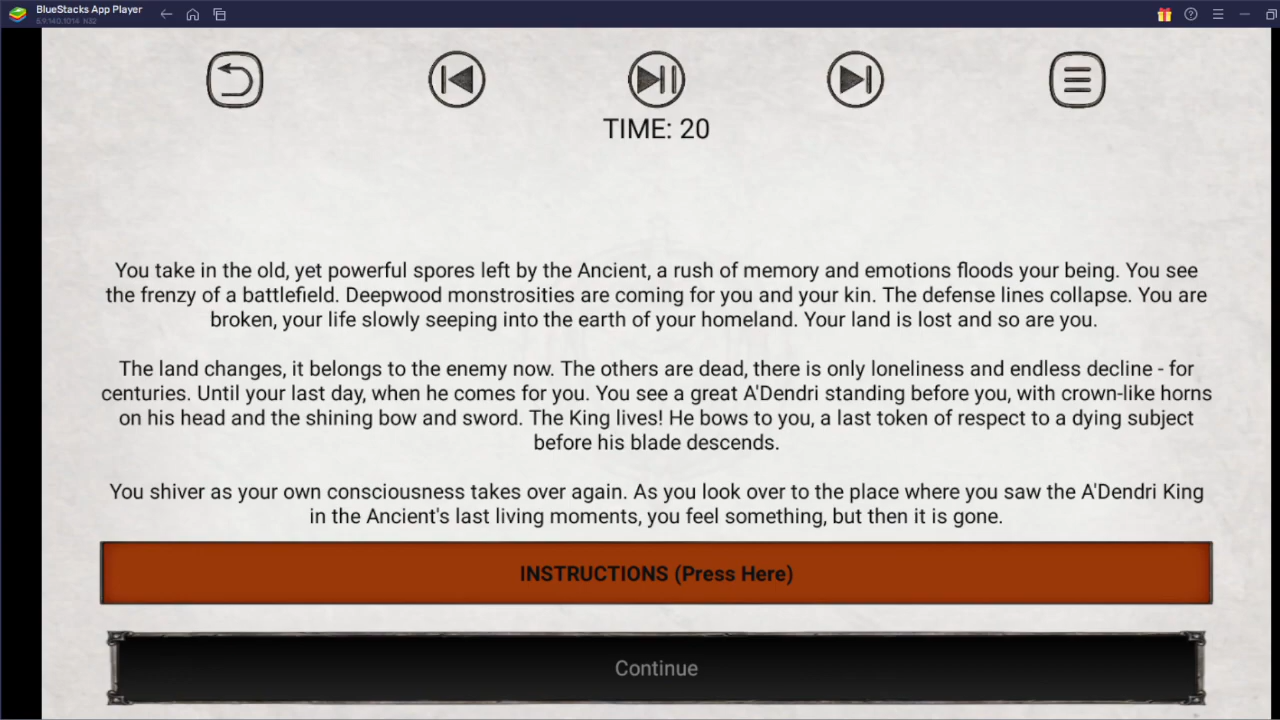 BlueStacks App Player
5.9.140.1014 N32
TIME: 20
You take in the old, yet powerful spores left by the Ancient, a rush of memory and emotions floods your being. You see
the frenzy of a battlefield. Deepwood monstrosities are coming for you and your kin. The defense lines collapse. You are
broken, your life slowly seeping into the earth of your homeland. Your land is lost and so are you.
The land changes, it belongs to the enemy now. The others are dead, there is only loneliness and endless decline - for
centuries. Until your last day, when he comes for you. You see a great A'Dendri standing before you, with crown-like horns
on his head and the shining bow and sword. The King lives! He bows to you, a last token of respect to a dying subject
before his blade descends.
You shiver as your own consciousness takes over again. As you look over to the place where you saw the A'Dendri King
in the Ancient's last living moments, you feel something, but then it is gone.
INSTRUCTIONS (Press Here)
Continue